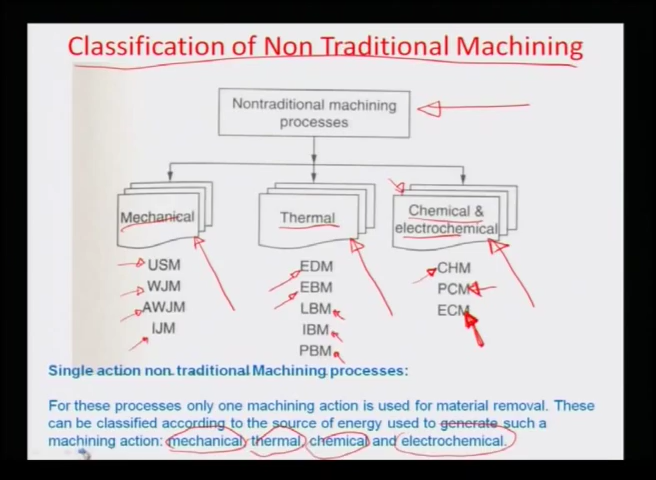 Classification of Non Traditional Machining
Nontraditional machining
processes
Mechanical
Thermal
Chemical &
electrochemical
USM
WJM
AWJM
IJM
EDM
EBM
LBM
IBM
PBM
CHM
PCM
ECM
Single action non traditional Machining processes:
For these processes only one machining action is used for material removal. These
can be classified according to the source of energy used to generate such a
machining action: mechanical, thermal, chemical and electrochemical.